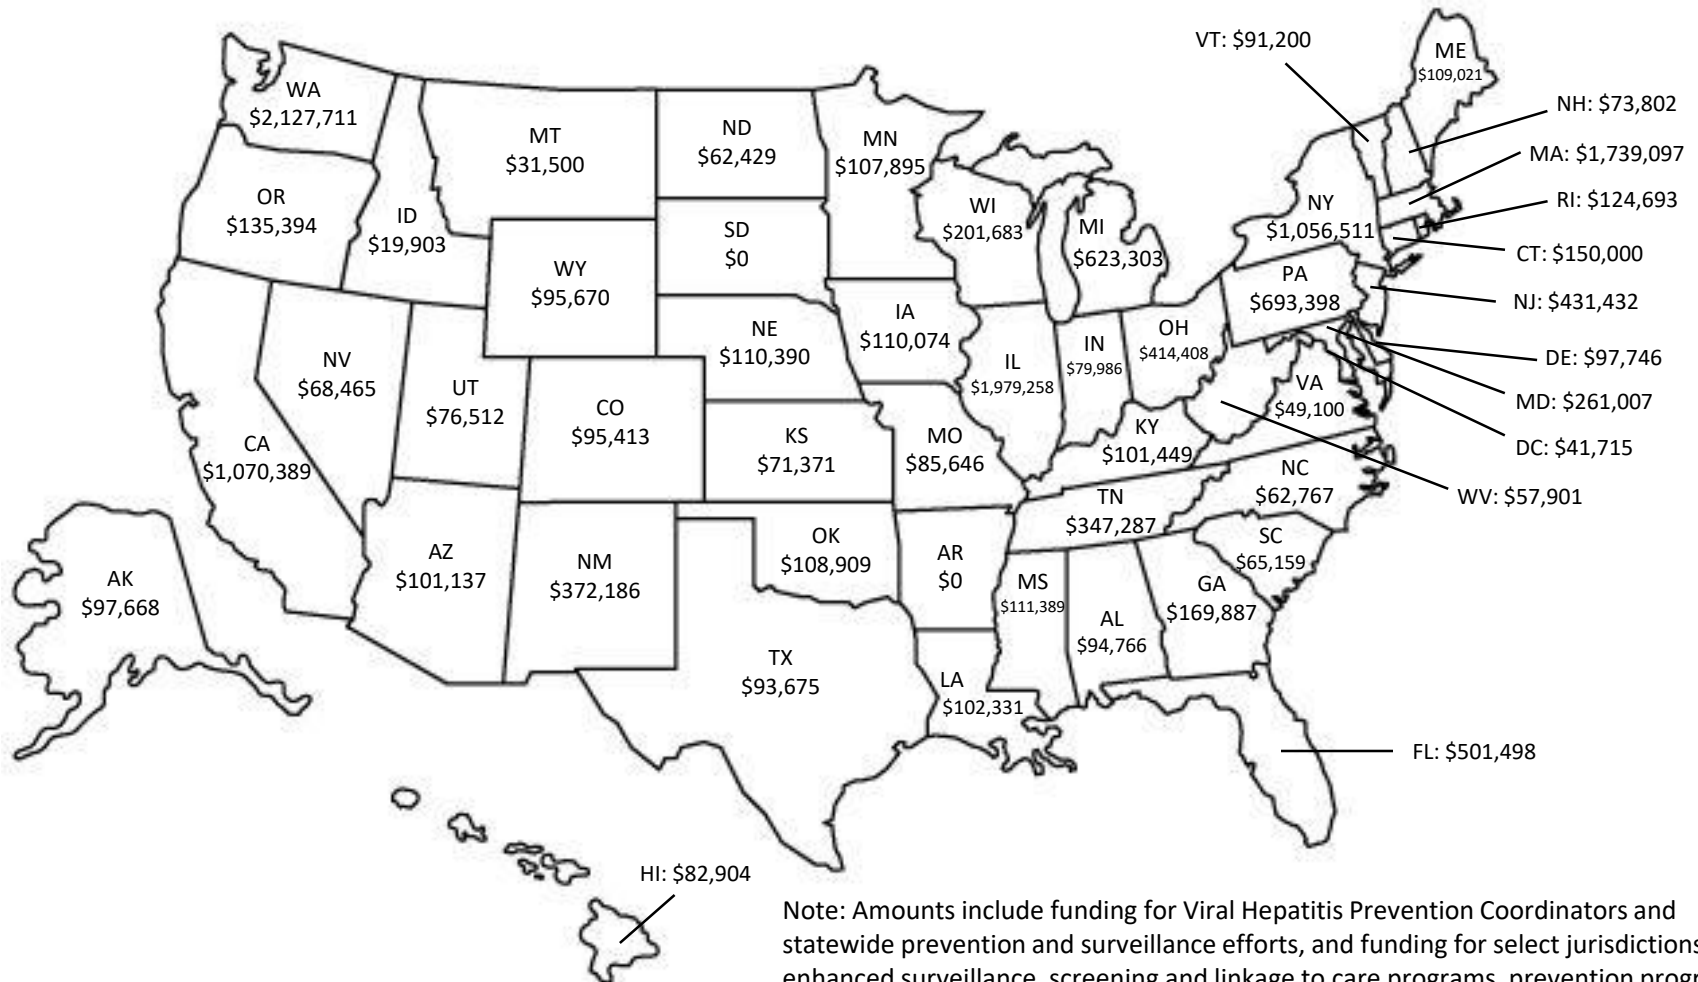 VT: $91,200
ME
$109,021
WA
$2,127,711
NH: $73,802
MT
$31,500
ND
$62,429
MN
$107,895
MA: $1,739,097
OR
$135,394
ID
$19,903
RI: $124,693
SD
$0
WI
$201,683
MI
$623,303
NY
$1,056,511
CT: $150,000
WY
$95,670
PA
$693,398
NJ: $431,432
NE
$110,390
IA
$110,074
OH
$414,408
IN
$79,986
IL
$1,979,258
DE: $97,746
NV
$68,465
UT
$76,512
CO
$95,413
VA
$49,100
MD: $261,007
KS
$71,371
MO
$85,646
KY
$101,449
DC: $41,715
CA
$1,070,389
NC
$62,767
WV: $57,901
TN
$347,287
AZ
$101,137
NM
$372,186
OK
$108,909
AR
$0
SC
$65,159
AK
$97,668
MS
$111,389
AL
$94,766
GA
$169,887
TX
$93,675
LA
$102,331
FL: $501,498
HI: $82,904
Note: Amounts include funding for Viral Hepatitis Prevention Coordinators and
statewide prevention and surveillance efforts, and funding for select jurisdictions
enhanced surveillance, screening and linkage to care programs, prevention